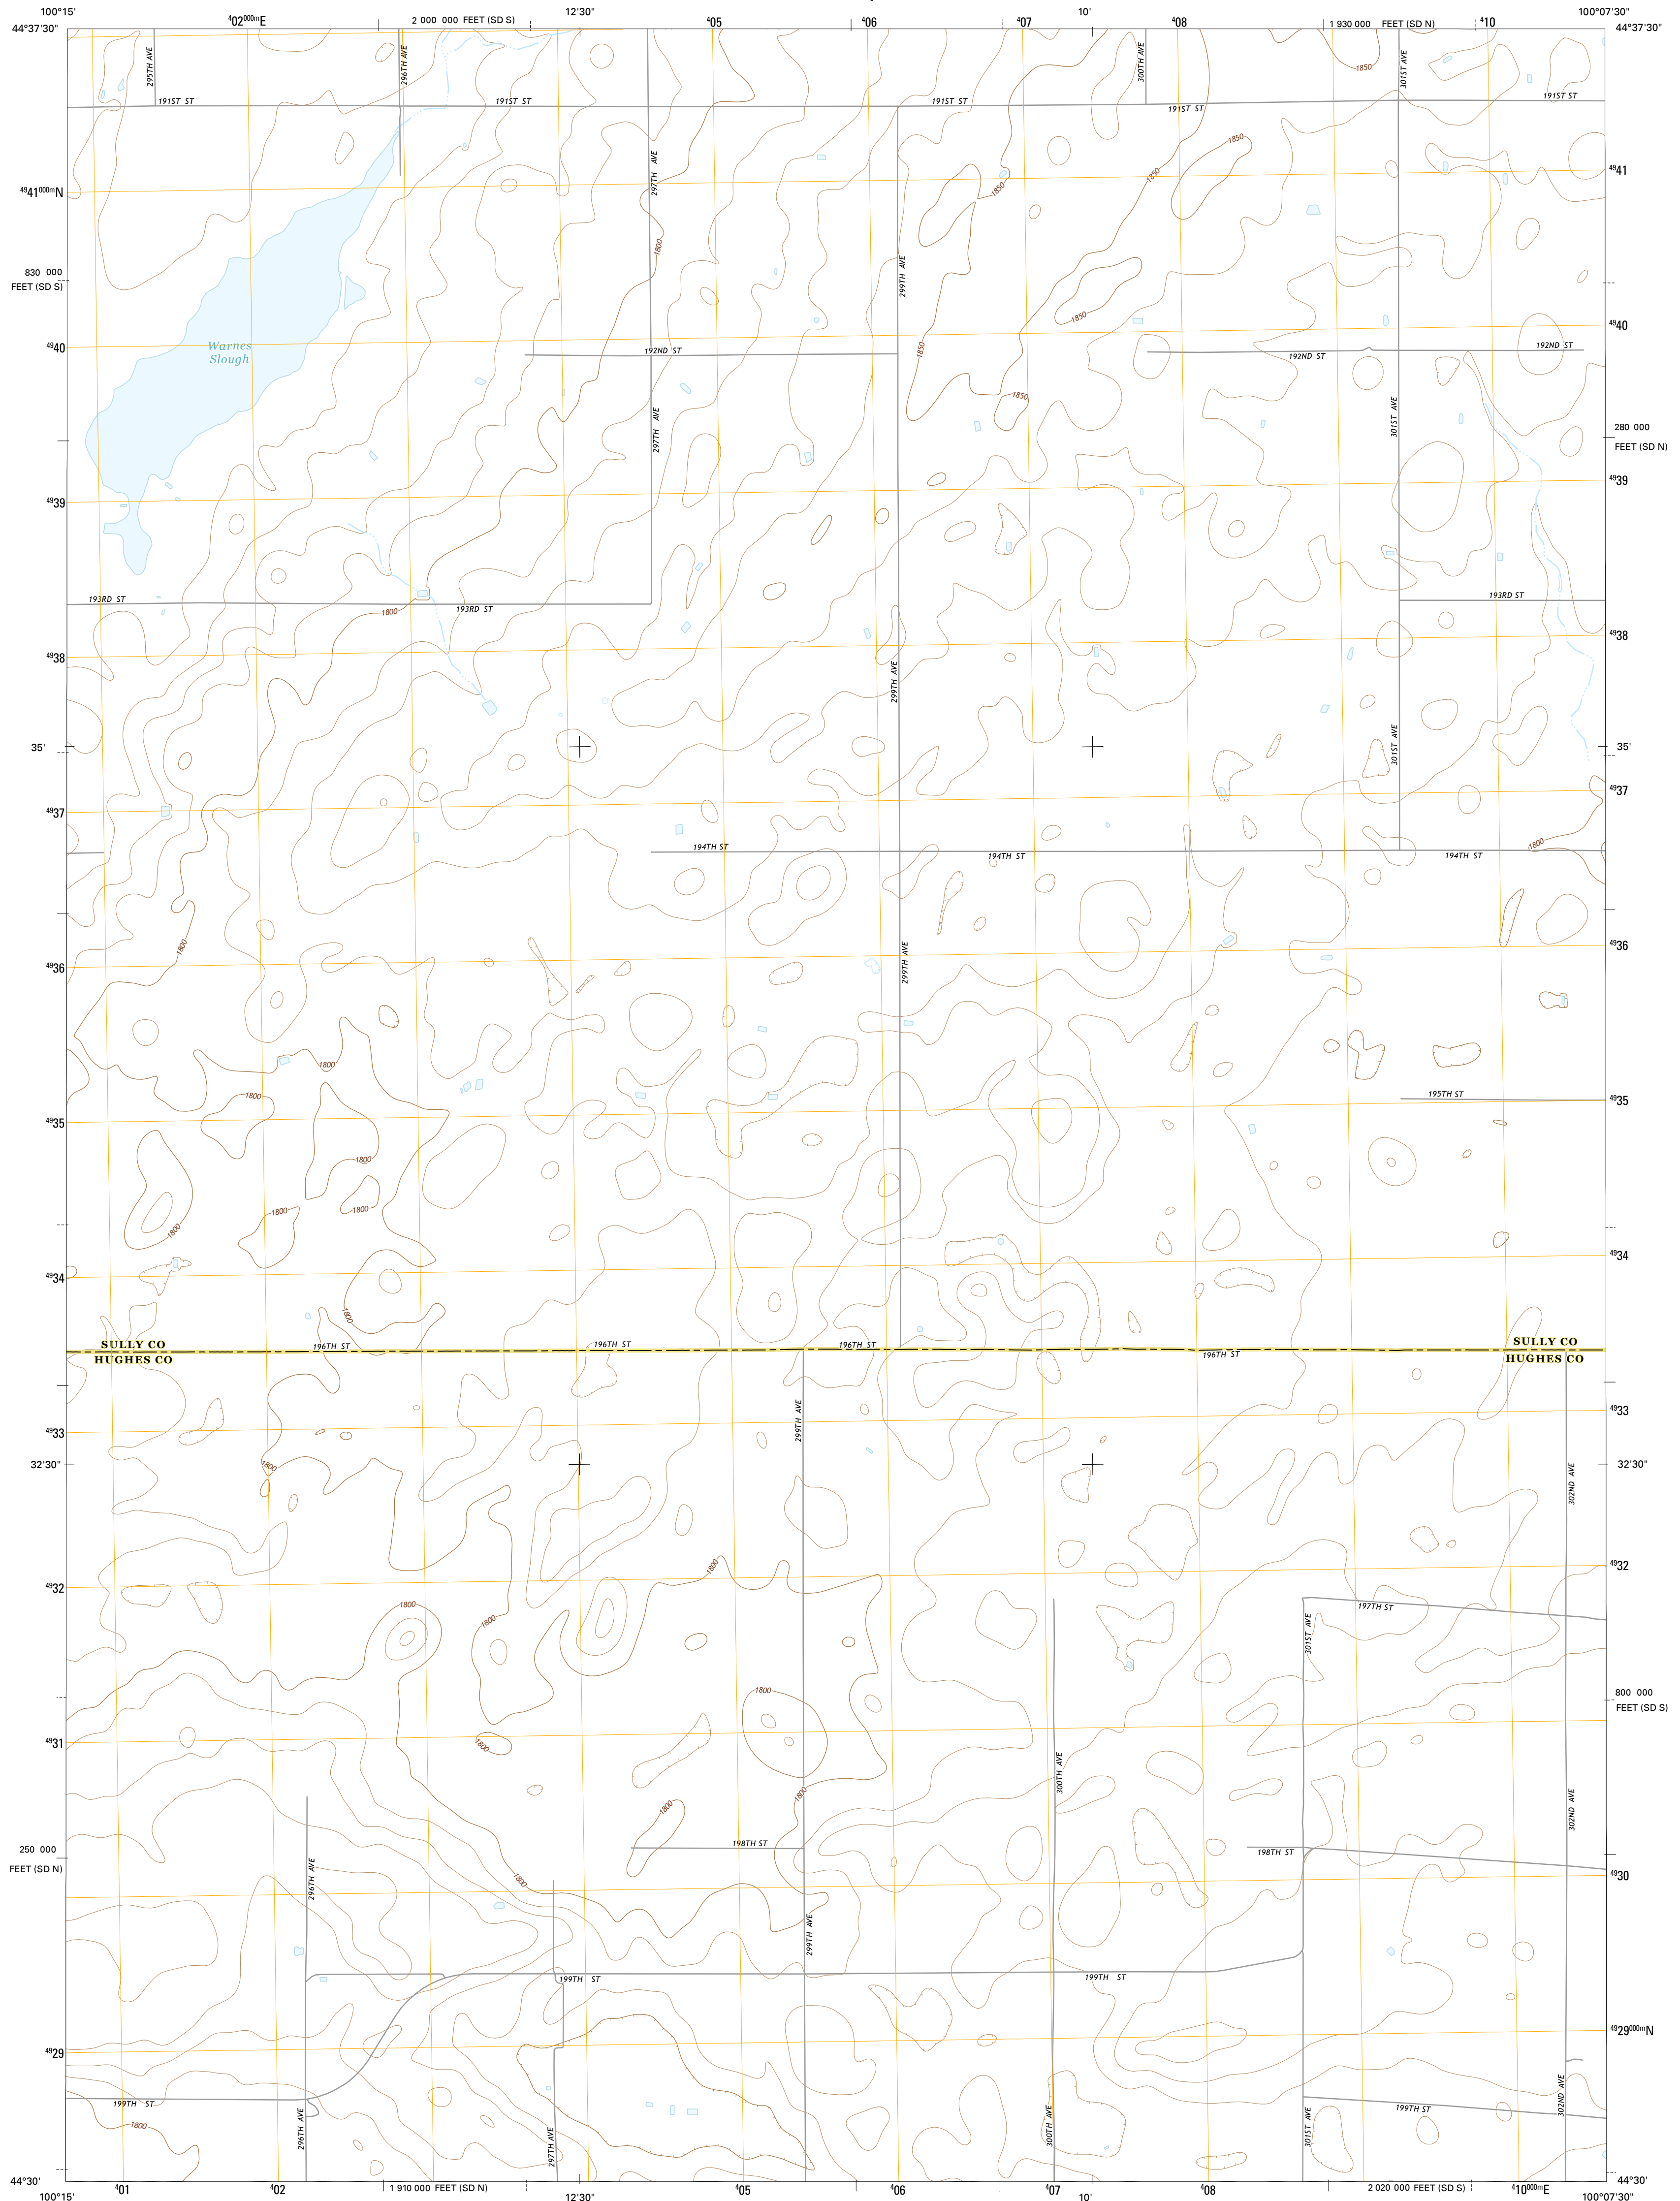 100°15' ⁴02⁰⁰⁰ᵐE 2 000 000 FEET (SD S) 12'30" ⁴05 ⁴06 ⁴07 10' ⁴08 1 930 000 FEET (SD N) ⁴10 100°07'30"
44°37'30" 44°37'30"
295TH AVE 296TH AVE 300TH AVE 301ST AVE
1850
191ST ST 191ST ST 191ST ST 191ST ST 191ST ST
1850
297TH AVE 1850 1850
⁴⁹41⁰⁰⁰ᵐN ⁴⁹41
1800
830 000
FEET (SD S)
299TH AVE
1850
⁴⁹40 ⁴⁹40
Warnes
Slough
192ND ST 1850 192ND ST 192ND ST
1850
297TH AVE 301ST AVE
280 000
FEET (SD N)
⁴⁹39 ⁴⁹39
193RD ST 1800 193RD ST 193RD ST
⁴⁹38 ⁴⁹38
299TH AVE
35' 301ST AVE 35'
⁴⁹37 ⁴⁹37
194TH ST 194TH ST 194TH ST 1800
1800 299TH AVE
⁴⁹36 ⁴⁹36
1800
1800 195TH ST
⁴⁹35 ⁴⁹35
1800
1800 1800
1800
⁴⁹34 ⁴⁹34
1800
SULLY CO 196TH ST 196TH ST 196TH ST 196TH ST SULLY CO
HUGHES CO HUGHES CO
299TH AVE
⁴⁹33 ⁴⁹33
32'30" 1800 302ND AVE 32'30"
1800
⁴⁹32 ⁴⁹32
1800 1800 301ST AVE 197TH ST
1800 800 000
FEET (SD S)
⁴⁹31 1800
300TH AVE
1800 1800 302ND AVE
250 000
FEET (SD N)
198TH ST 198TH ST
296TH AVE 1800 ⁴⁹30
299TH AVE
199TH ST 199TH ST
⁴⁹29 ⁴⁹29⁰⁰⁰ᵐN
199TH ST 199TH ST 302ND AVE
1800 296TH AVE 297TH AVE 300TH AVE 301ST AVE
44°30' 44°30'
100°15' ⁴01 ⁴02 1 910 000 FEET (SD N) 12'30" ⁴05 ⁴06 ⁴07 10' ⁴08 2 020 000 FEET (SD S) ⁴10⁰⁰⁰ᵐE 100°07'30"